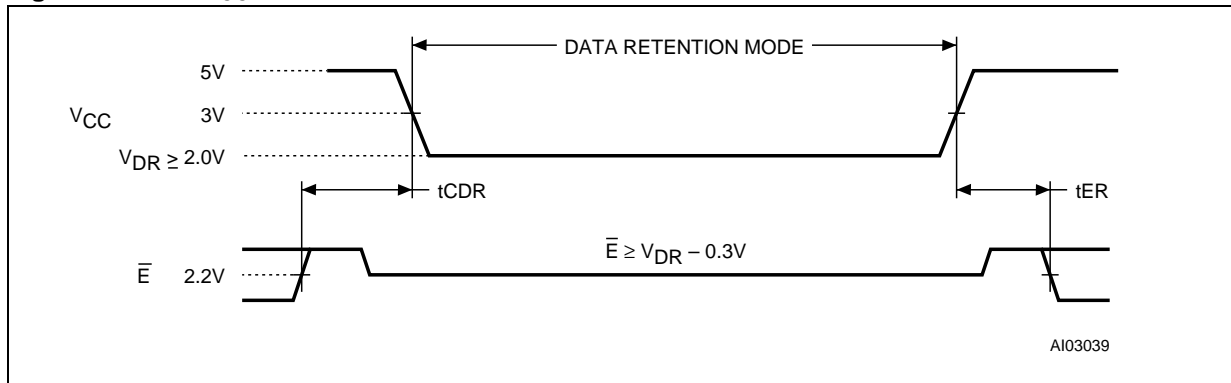 DATA RETENTION MODE
5V
VCC 3V
VDR ≥ 2.0V
tCDR
tER
E̅ ≥ VDR – 0.3V
E̅ 2.2V
AI03039